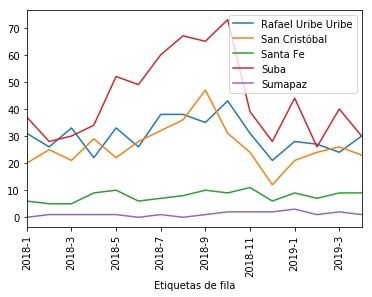 Rafael Uribe Uribe
San Cristóbal
Santa Fe
Suba
Sumapaz
70
60
50
40
30
20
10
0
2018-1
2018-3
2018-5
2018-7
2018-9
2018-11
2019-1
2019-3
Etiquetas de fila